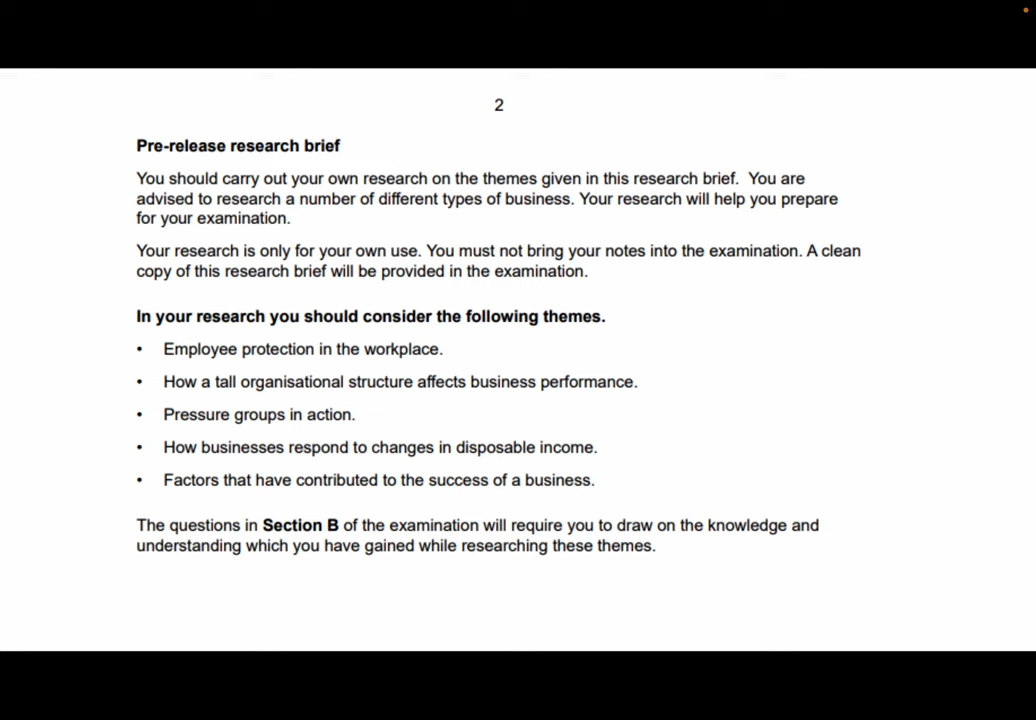 2
Pre-release research brief
You should carry out your own research on the themes given in this research brief.  You are
advised to research a number of different types of business. Your research will help you prepare
for your examination.
Your research is only for your own use. You must not bring your notes into the examination. A clean
copy of this research brief will be provided in the examination.
In your research you should consider the following themes.
• Employee protection in the workplace.
• How a tall organisational structure affects business performance.
• Pressure groups in action.
• How businesses respond to changes in disposable income.
• Factors that have contributed to the success of a business.
The questions in Section B of the examination will require you to draw on the knowledge and
understanding which you have gained while researching these themes.